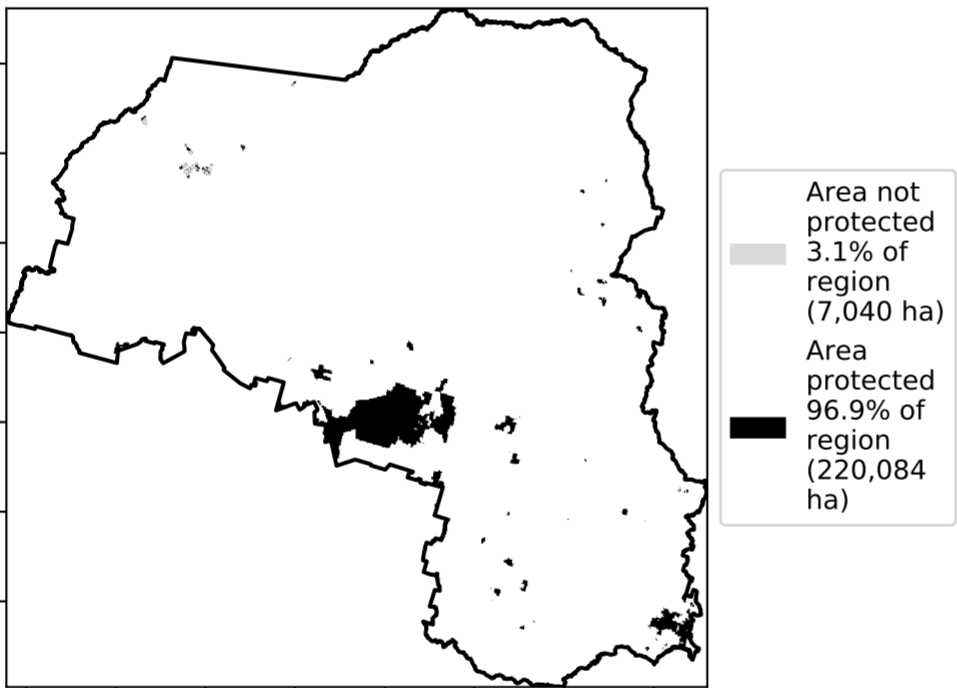 Area not
protected
3.1% of
region
(7,040 ha)
Area
protected
96.9% of
region
(220,084
ha)